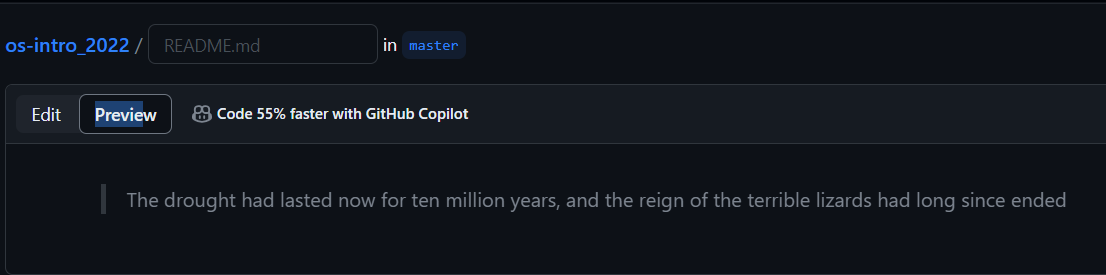 os-intro_2022 / README.md in master
Edit Preview Code 55% faster with GitHub Copilot
The drought had lasted now for ten million years, and the reign of the terrible lizards had long since ended